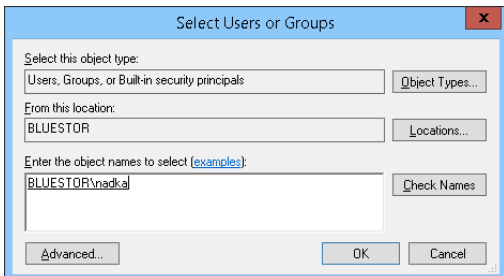 Select Users or Groups
x
Select this object type:
Users, Groups, or Built-in security principals
Object Types...
From this location:
BLUESTOR
Locations...
Enter the object names to select (examples):
BLUESTOR\nadka
Check Names
Advanced...
OK
Cancel